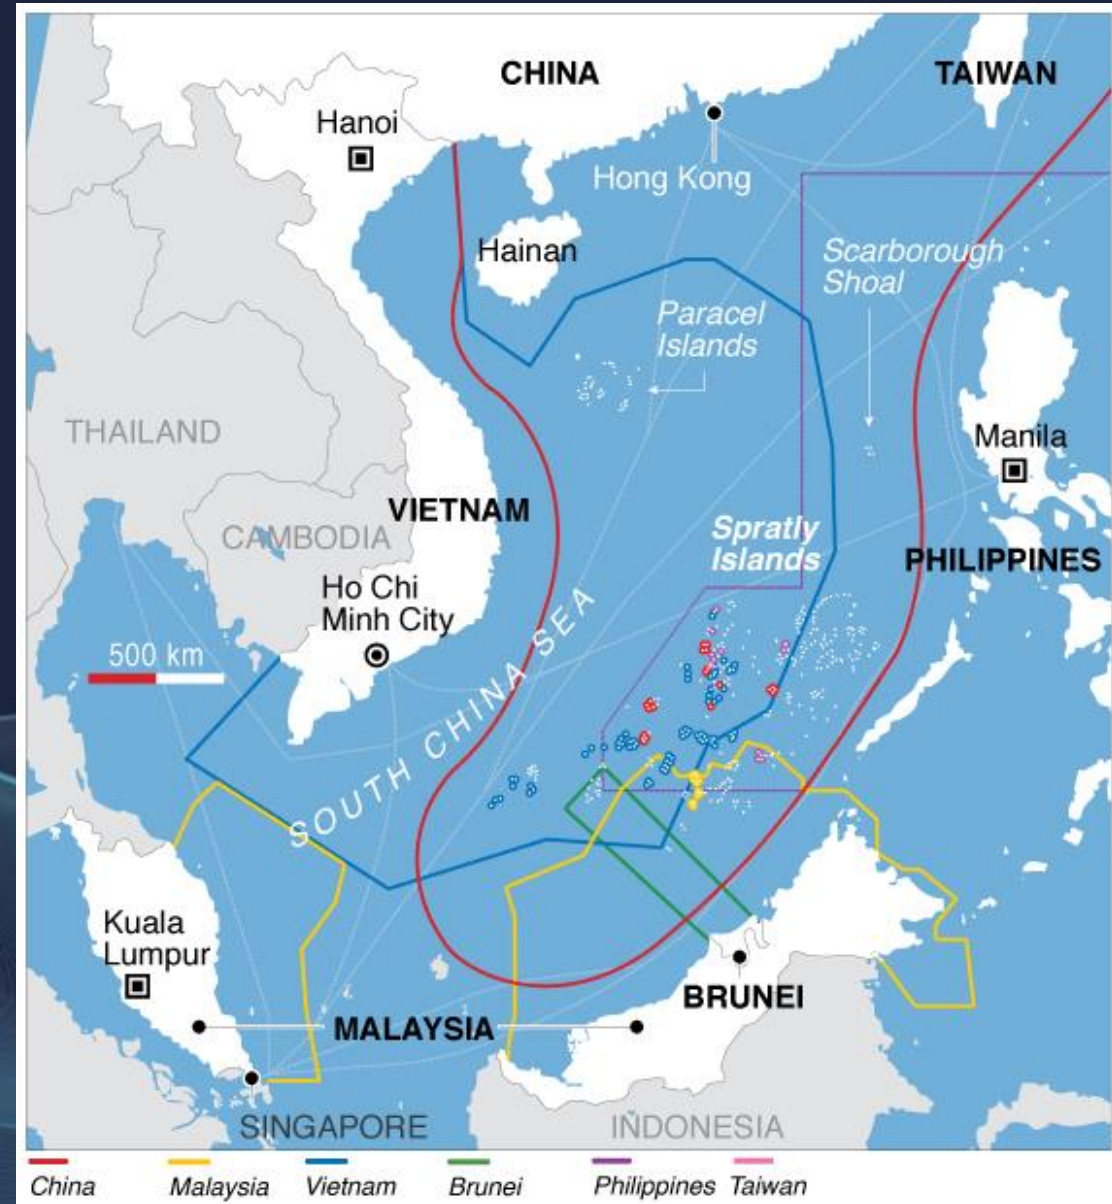 CHINA
TAIWAN
Hanoi
Hong Kong
Hainan
Scarborough
Shoal
Paracel
Islands
THAILAND
Manila
VIETNAM
CAMBODIA
Spratly
Islands
PHILIPPINES
Ho Chi
Minh City
500 km
SOUTH CHINA SEA
Kuala
Lumpur
BRUNEI
MALAYSIA
SINGAPORE
INDONESIA
China
Malaysia
Vietnam
Brunei
Philippines
Taiwan